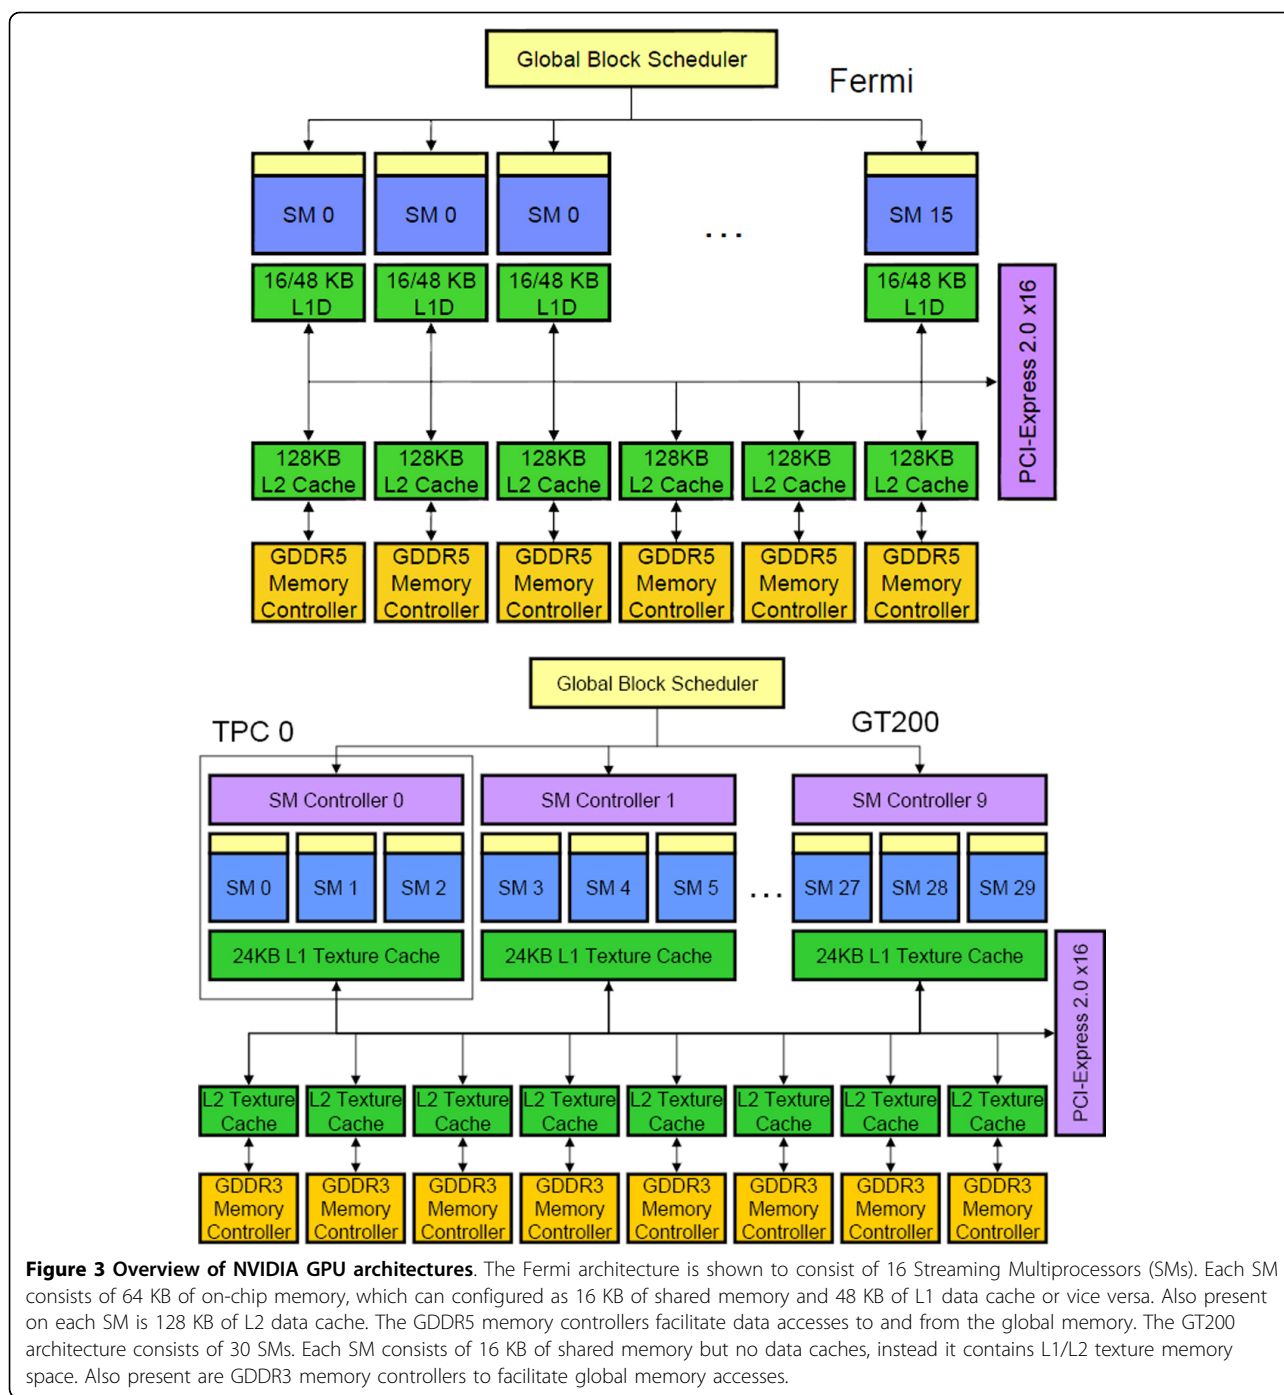 Global Block Scheduler
Fermi
SM 0
SM 0
SM 0
. . .
SM 15
16/48 KB
L1D
16/48 KB
L1D
16/48 KB
L1D
16/48 KB
L1D
PCI-Express 2.0 x16
128KB
L2 Cache
128KB
L2 Cache
128KB
L2 Cache
128KB
L2 Cache
128KB
L2 Cache
128KB
L2 Cache
GDDR5
Memory
Controller
GDDR5
Memory
Controller
GDDR5
Memory
Controller
GDDR5
Memory
Controller
GDDR5
Memory
Controller
GDDR5
Memory
Controller
Global Block Scheduler
TPC 0
GT200
SM Controller 0
SM Controller 1
SM Controller 9
SM 0
SM 1
SM 2
SM 3
SM 4
SM 5
. . .
SM 27
SM 28
SM 29
24KB L1 Texture Cache
24KB L1 Texture Cache
24KB L1 Texture Cache
PCI-Express 2.0 x16
L2 Texture
Cache
L2 Texture
Cache
L2 Texture
Cache
L2 Texture
Cache
L2 Texture
Cache
L2 Texture
Cache
L2 Texture
Cache
L2 Texture
Cache
GDDR3
Memory
Controller
GDDR3
Memory
Controller
GDDR3
Memory
Controller
GDDR3
Memory
Controller
GDDR3
Memory
Controller
GDDR3
Memory
Controller
GDDR3
Memory
Controller
GDDR3
Memory
Controller
Figure 3 Overview of NVIDIA GPU architectures. The Fermi architecture is shown to consist of 16 Streaming Multiprocessors (SMs). Each SM
consists of 64 KB of on-chip memory, which can configured as 16 KB of shared memory and 48 KB of L1 data cache or vice versa. Also present
on each SM is 128 KB of L2 data cache. The GDDR5 memory controllers facilitate data accesses to and from the global memory. The GT200
architecture consists of 30 SMs. Each SM consists of 16 KB of shared memory but no data caches, instead it contains L1/L2 texture memory
space. Also present are GDDR3 memory controllers to facilitate global memory accesses.